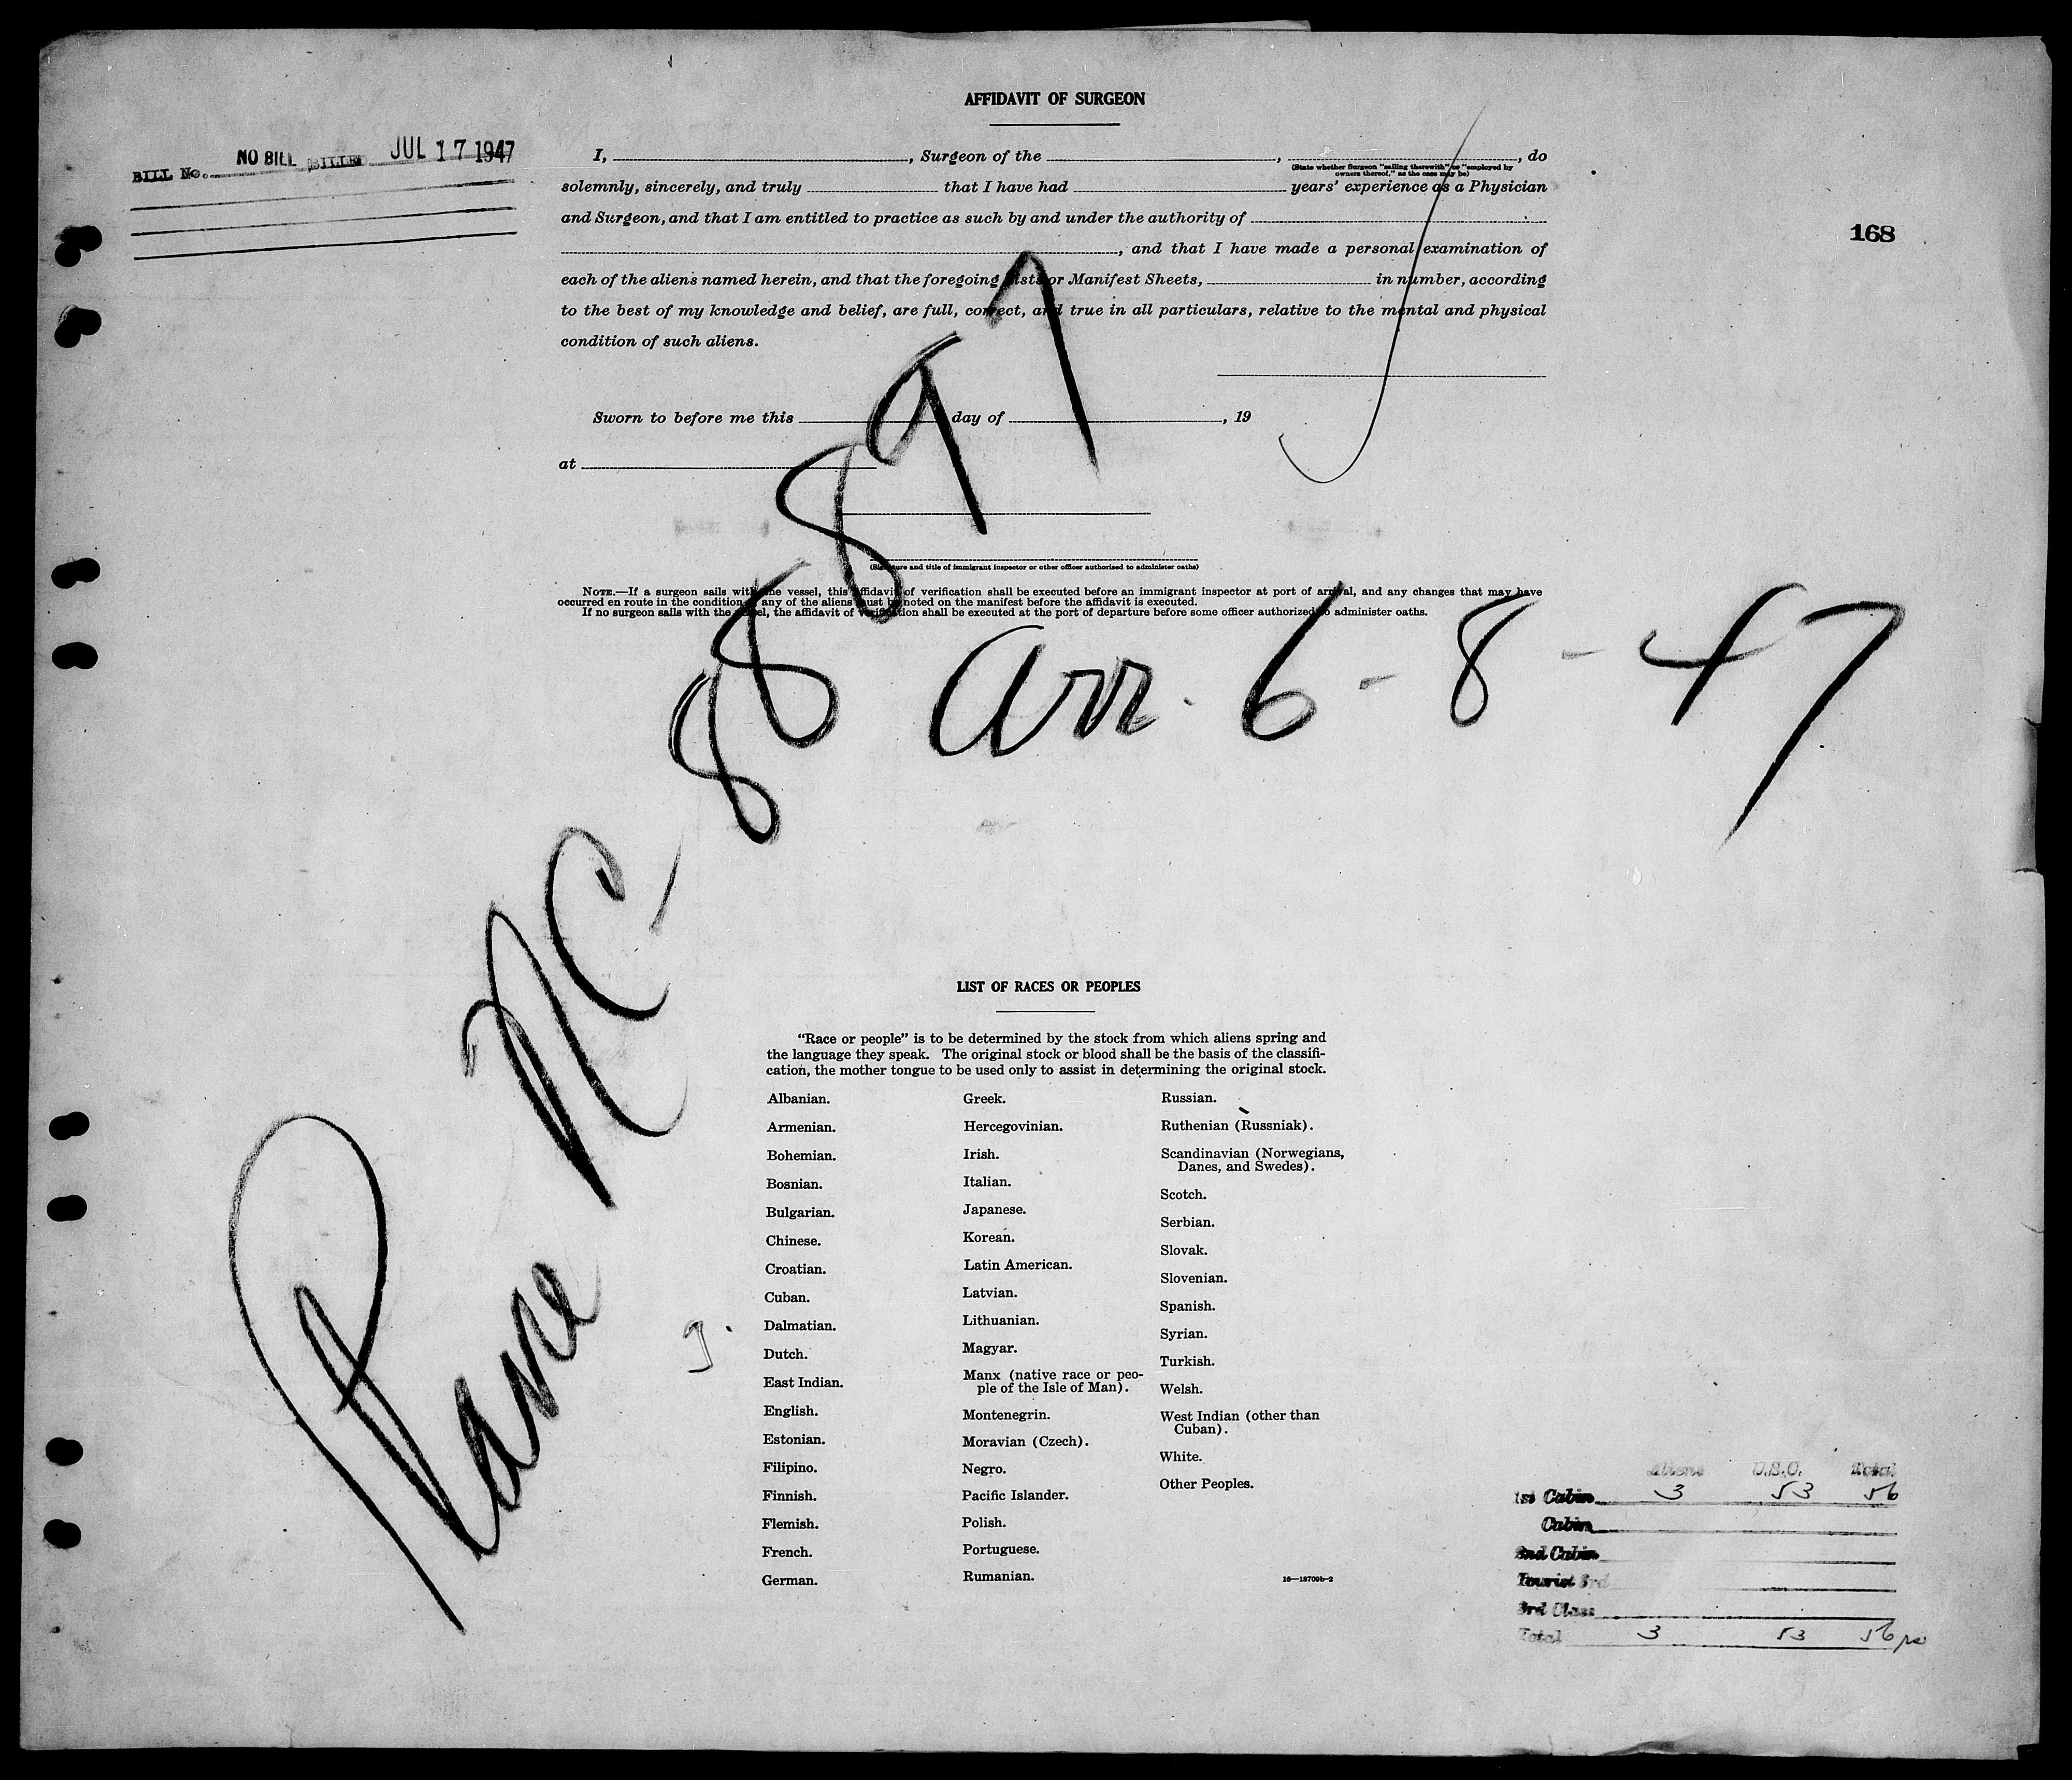 AFFIDAVIT OF SURGEON
BILL No. NO BILL BILLED JUL 17 1947
I, , Surgeon of the , , do
(State whether Surgeon "sailing therewith" or "employed by
owners thereof," as the case may be)
solemnly, sincerely, and truly that I have had years' experience as a Physician
and Surgeon, and that I am entitled to practice as such by and under the authority of
168
, and that I have made a personal examination of
each of the aliens named herein, and that the foregoing Lists or Manifest Sheets, in number, according
to the best of my knowledge and belief, are full, correct, and true in all particulars, relative to the mental and physical
condition of such aliens.
Sworn to before me this day of , 19
at
(Signature and title of immigrant inspector or other officer authorized to administer oaths)
NOTE.—If a surgeon sails with the vessel, this affidavit of verification shall be executed before an immigrant inspector at port of arrival, and any changes that may have
occurred en route in the condition of any of the aliens must be noted on the manifest before the affidavit is executed.
If no surgeon sails with the vessel, the affidavit of verification shall be executed at the port of departure before some officer authorized to administer oaths.
Plane NC-88897
arr. 6-8-47
LIST OF RACES OR PEOPLES
"Race or people" is to be determined by the stock from which aliens spring and
the language they speak. The original stock or blood shall be the basis of the classifi-
cation, the mother tongue to be used only to assist in determining the original stock.
Albanian.
Armenian.
Bohemian.
Bosnian.
Bulgarian.
Chinese.
Croatian.
Cuban.
Dalmatian.
Dutch.
East Indian.
English.
Estonian.
Filipino.
Finnish.
Flemish.
French.
German.
Greek.
Hercegovinian.
Irish.
Italian.
Japanese.
Korean.
Latin American.
Latvian.
Lithuanian.
Magyar.
Manx (native race or peo-
ple of the Isle of Man).
Montenegrin.
Moravian (Czech).
Negro.
Pacific Islander.
Polish.
Portuguese.
Rumanian.
Russian.
Ruthenian (Russniak).
Scandinavian (Norwegians,
Danes, and Swedes).
Scotch.
Serbian.
Slovak.
Slovenian.
Spanish.
Syrian.
Turkish.
Welsh.
West Indian (other than
Cuban).
White.
Other Peoples.
16—18709b-2
Aliens U.S.C. Total
1st Cabin 3 53 56
Cabin
2nd Cabin
Tourist 3rd
3rd Class
Total 3 53 56